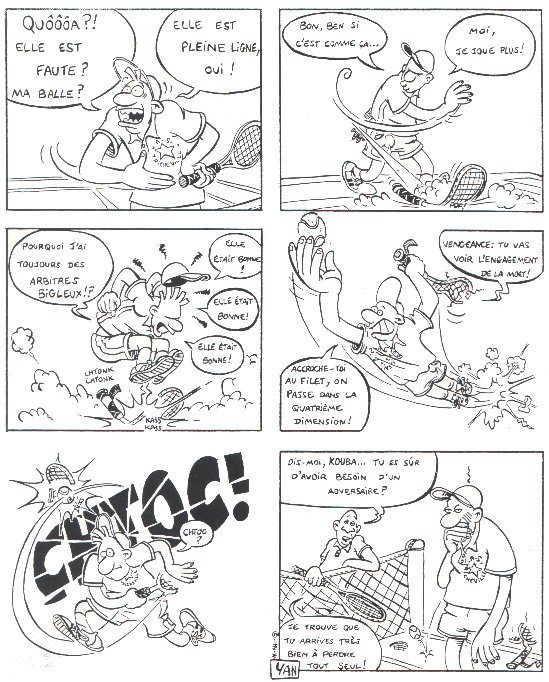 QUÔÔÔA?!
ELLE EST
FAUTE?
MA BALLE?
ELLE EST
PLEINE LIGNE,
OUI!
BON, BEN SI
C'EST COMME ÇA...
MOI,
JE JOUE PLUS!
POF!
POURQUOI J'AI
TOUJOURS DES
ARBITRES
BIGLEUX!?
ELLE
ÉTAIT BONNE!
ELLE ÉTAIT
BONNE!
ELLE ÉTAIT
BONNE!
CHTONK
CLATONK
KASS
KASS
VENGEANCE: TU VAS
VOIR L'ENGAGEMENT
DE LA MORT!
ACCROCHE-TOI
AU FILET, ON
PASSE DANS LA
QUATRIÈME
DIMENSION!
CHTOC!
CHTOC
?
DIS-MOI, KOUBA... TU ES SÛR
D'AVOIR BESOIN D'UN
ADVERSAIRE?
JE TROUVE QUE
TU ARRIVES TRÈS
BIEN À PERDRE
TOUT SEUL!
YAN